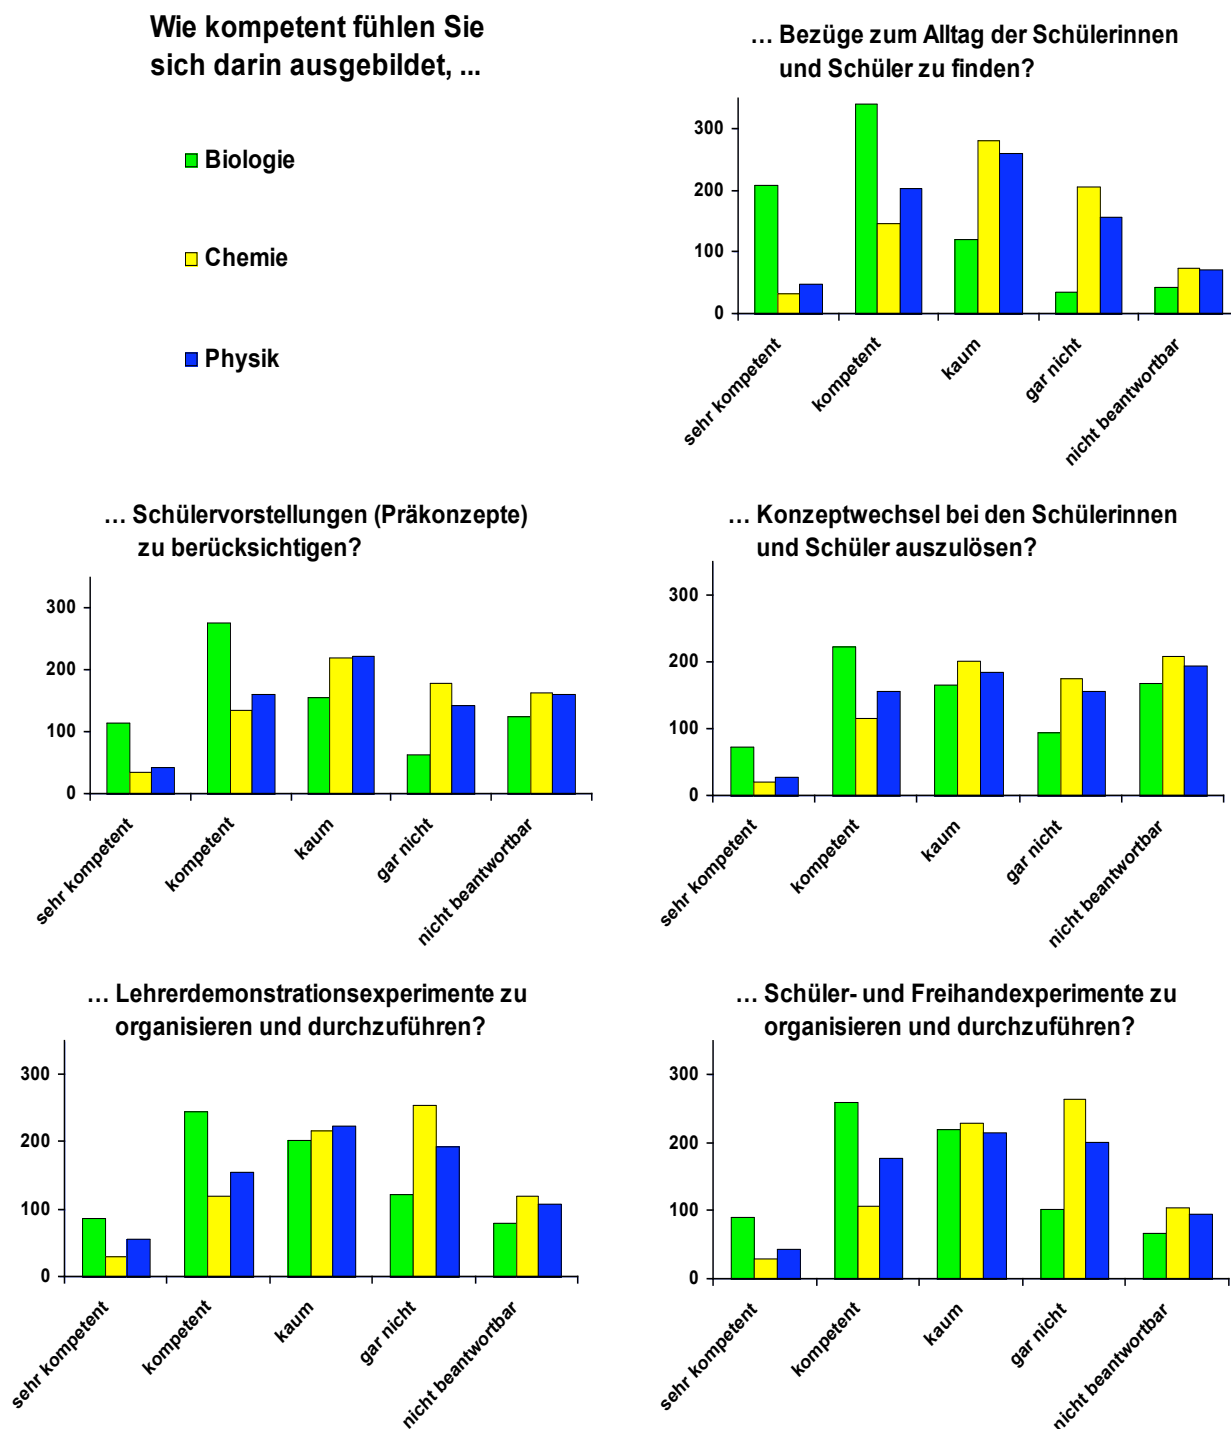 Wie kompetent fühlen Sie
sich darin ausgebildet, ...
Biologie
Chemie
Physik
… Bezüge zum Alltag der Schülerinnen
und Schüler zu finden?
300
200
100
0
sehr kompetent
kompetent
kaum
gar nicht
nicht beantwortbar
… Schülervorstellungen (Präkonzepte)
zu berücksichtigen?
300
200
100
0
sehr kompetent
kompetent
kaum
gar nicht
nicht beantwortbar
… Konzeptwechsel bei den Schülerinnen
und Schüler auszulösen?
300
200
100
0
sehr kompetent
kompetent
kaum
gar nicht
nicht beantwortbar
… Lehrerdemonstrationsexperimente zu
organisieren und durchzuführen?
300
200
100
0
sehr kompetent
kompetent
kaum
gar nicht
nicht beantwortbar
… Schüler- und Freihandexperimente zu
organisieren und durchzuführen?
300
200
100
0
sehr kompetent
kompetent
kaum
gar nicht
nicht beantwortbar